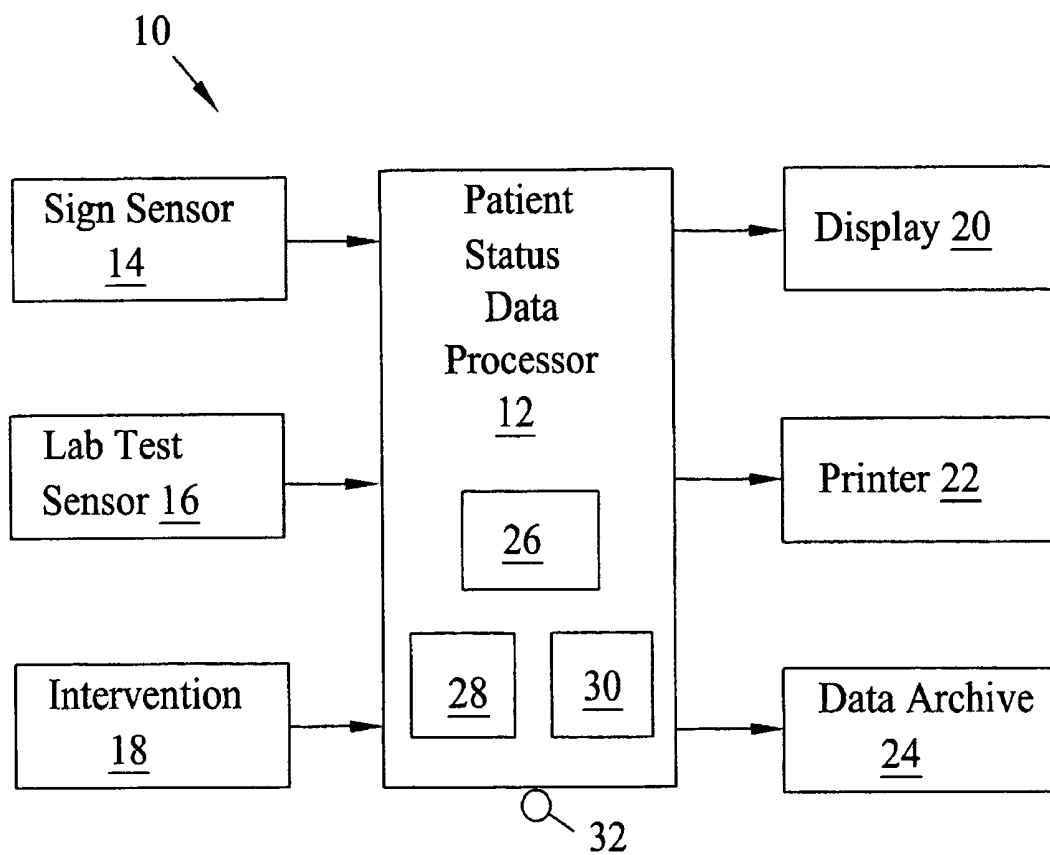 10
Sign Sensor
14
Lab Test
Sensor 16
Intervention
18
Patient
Status
Data
Processor
12
26
28
30
32
Display 20
Printer 22
Data Archive
24